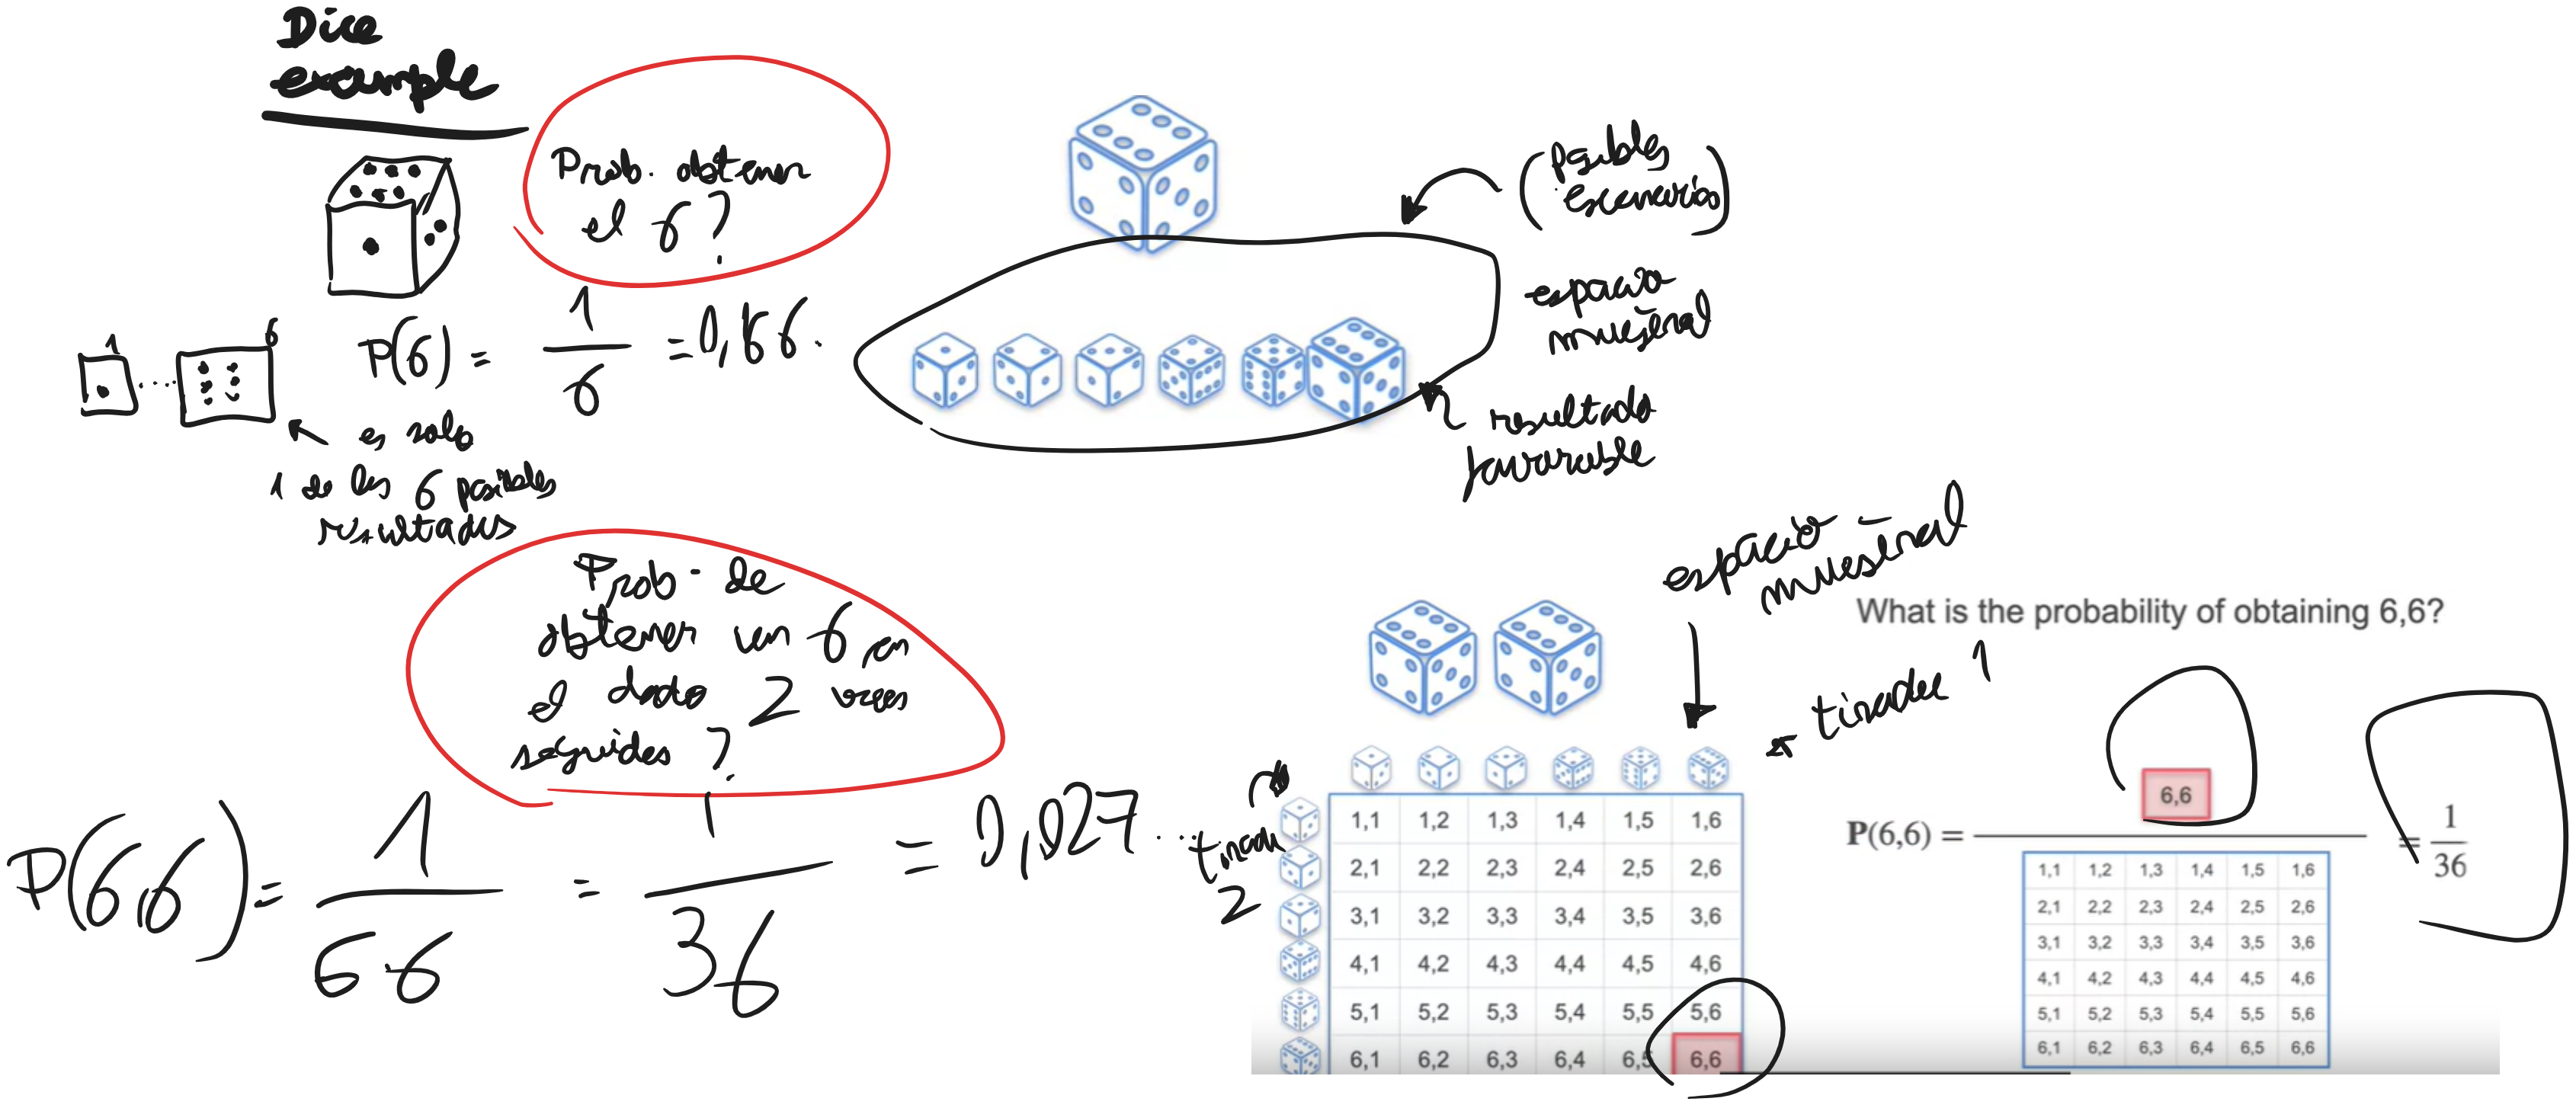 Dice
example
Prob. obtener
el 6?
P(6) = 1/6 = 0,166.
1 6
es solo
1 de los 6 posibles
resultados
(Posibles
escenarios)
espacio
muestral
resultado
favorable
Prob. de
obtener un 6 en
el dado 2 veces
seguidas?
P(6,6) = 1/6·6 = 1/36 = 0,027...
espacio
muestral
tirada 1
tirada
2
1,1 1,2 1,3 1,4 1,5 1,6
2,1 2,2 2,3 2,4 2,5 2,6
3,1 3,2 3,3 3,4 3,5 3,6
4,1 4,2 4,3 4,4 4,5 4,6
5,1 5,2 5,3 5,4 5,5 5,6
6,1 6,2 6,3 6,4 6,5 6,6
What is the probability of obtaining 6,6?
6,6
P(6,6) = = 1/36
1,1 1,2 1,3 1,4 1,5 1,6
2,1 2,2 2,3 2,4 2,5 2,6
3,1 3,2 3,3 3,4 3,5 3,6
4,1 4,2 4,3 4,4 4,5 4,6
5,1 5,2 5,3 5,4 5,5 5,6
6,1 6,2 6,3 6,4 6,5 6,6